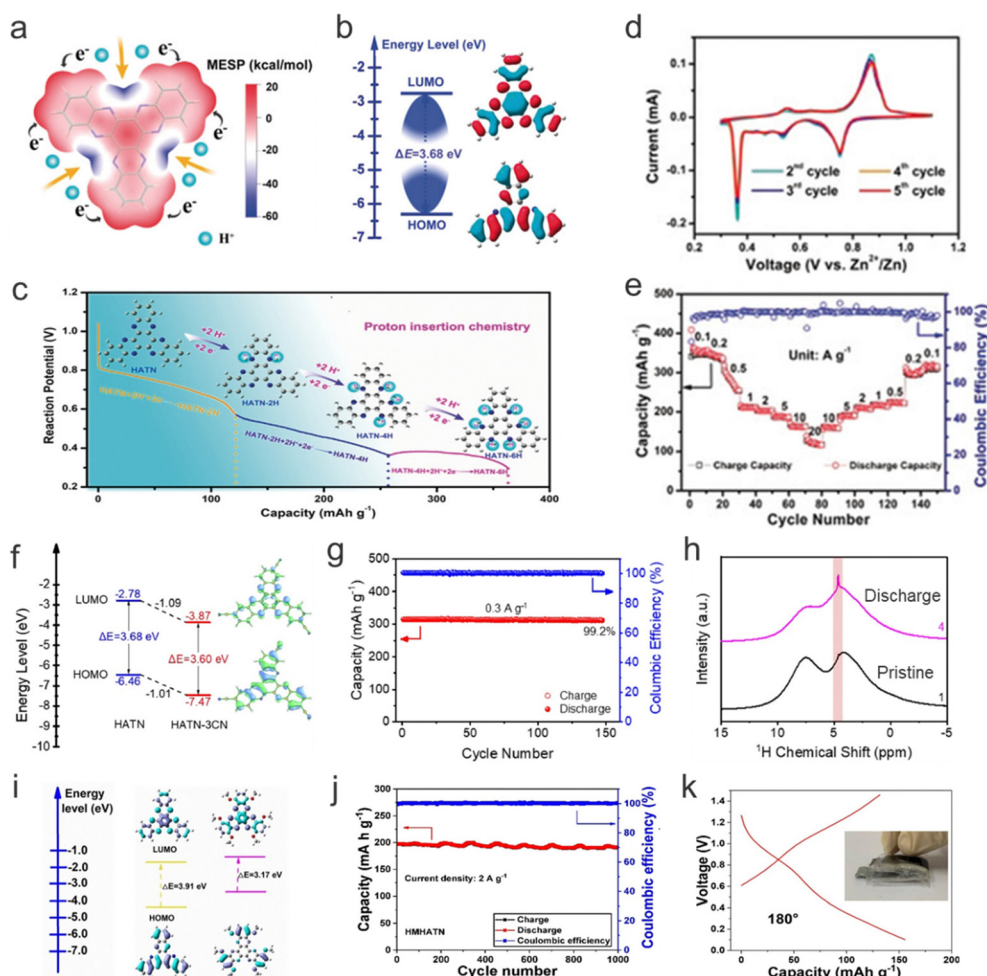 a
MESP (kcal/mol)
20
0
-20
-40
-60
e-
H+
e-
H+
e-
H+
e-
H+
e-
H+
e-
H+
H+
b
Energy Level (eV)
-2
-3
-4
-5
-6
-7
LUMO
ΔE=3.68 eV
HOMO
d
Current (mA)
0.1
0.0
-0.1
-0.2
2nd cycle
4th cycle
3rd cycle
5th cycle
0.2
0.4
0.6
0.8
1.0
1.2
Voltage (V vs. Zn2+/Zn)
c
Reaction Potential (V)
1.2
1.0
0.8
0.6
0.4
0.2
Proton insertion chemistry
HATN
+2 H+
+2 e-
HATN-2H
+2 H+
+2 e-
HATN-4H
+2 H+
+2 e-
HATN-6H
HATN-2H+2H++2e- HATN-4H
HATN-4H+2H++2e- HATN-6H
0
100
200
300
400
Capacity (mAh g-1)
e
Capacity (mAh g-1)
500
400
300
200
100
0
0.1
0.2
0.5
1
2
5
10
20
10
5
2
1
0.5
0.2
0.1
Unit: A g-1
Charge Capacity
Discharge Capacity
100
80
60
40
20
0
Coulombic Efficiency (%)
0
20
40
60
80
100
120
140
Cycle Number
f
Energy Level (eV)
-2
-3
-4
-5
-6
-7
-8
-9
-10
LUMO
-2.78
-1.09
-3.87
ΔE=3.68 eV
ΔE=3.60 eV
HOMO
-6.46
-1.01
-7.47
HATN
HATN-3CN
g
Capacity (mAh g-1)
500
400
300
200
100
0
0.3 A g-1
99.2%
Charge
Discharge
100
80
60
40
20
0
Columbic Efficiency (%)
0
50
100
150
Cycle Number
h
Intensity (a.u.)
Discharge
4
Pristine
1
15
10
5
0
-5
1H Chemical Shift (ppm)
i
Energy
level (eV)
-1.0
-2.0
-3.0
-4.0
-5.0
-6.0
-7.0
LUMO
△E=3.91 eV
△E=3.17 eV
HOMO
j
Capacity (mA h g-1)
300
250
200
150
100
50
0
Current density: 2 A g-1
HMHATN
Charge
Discharge
Coulombic efficiency
100
80
60
40
20
0
Coulombic efficiency (%)
0
200
400
600
800
1000
Cycle number
k
Voltage (V)
1.4
1.2
1.0
0.8
0.6
0.4
0.2
0.0
180°
0
50
100
150
200
Capacity (mAh g-1)